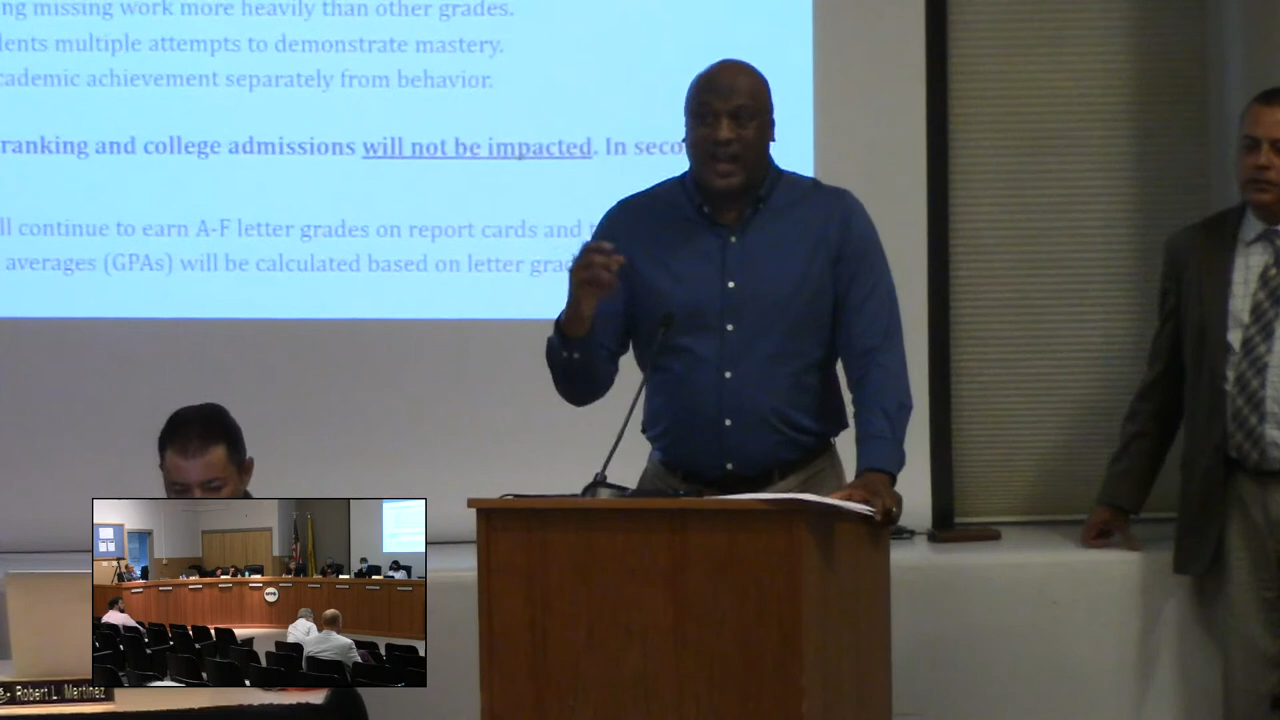 ng missing work more heavily than other grades.
dents multiple attempts to demonstrate mastery.
cademic achievement separately from behavior.
ranking and college admissions will not be impacted. In seco
ll continue to earn A-F letter grades on report cards and
averages (GPAs) will be calculated based on letter grad
Robert L. Martinez